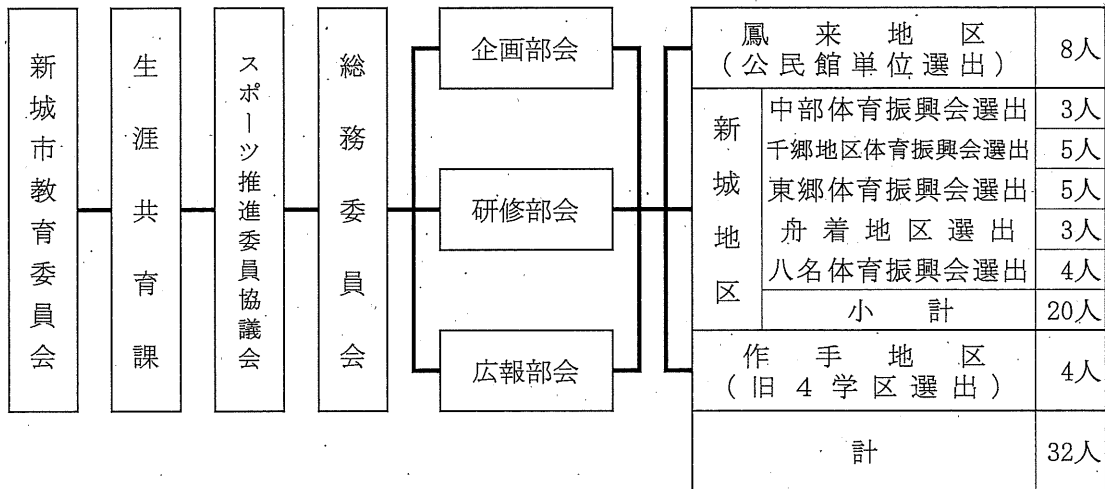 新城市教育委員会
生涯共育課
スポーツ推進委員協議会
総務委員会
企画部会
研修部会
広報部会
鳳来地区
(公民館単位選出)
8人
新城地区
中部体育振興会選出
3人
千郷地区体育振興会選出
5人
東郷体育振興会選出
5人
舟着地区選出
3人
八名体育振興会選出
4人
小計
20人
作手地区
(旧4学区選出)
4人
計
32人